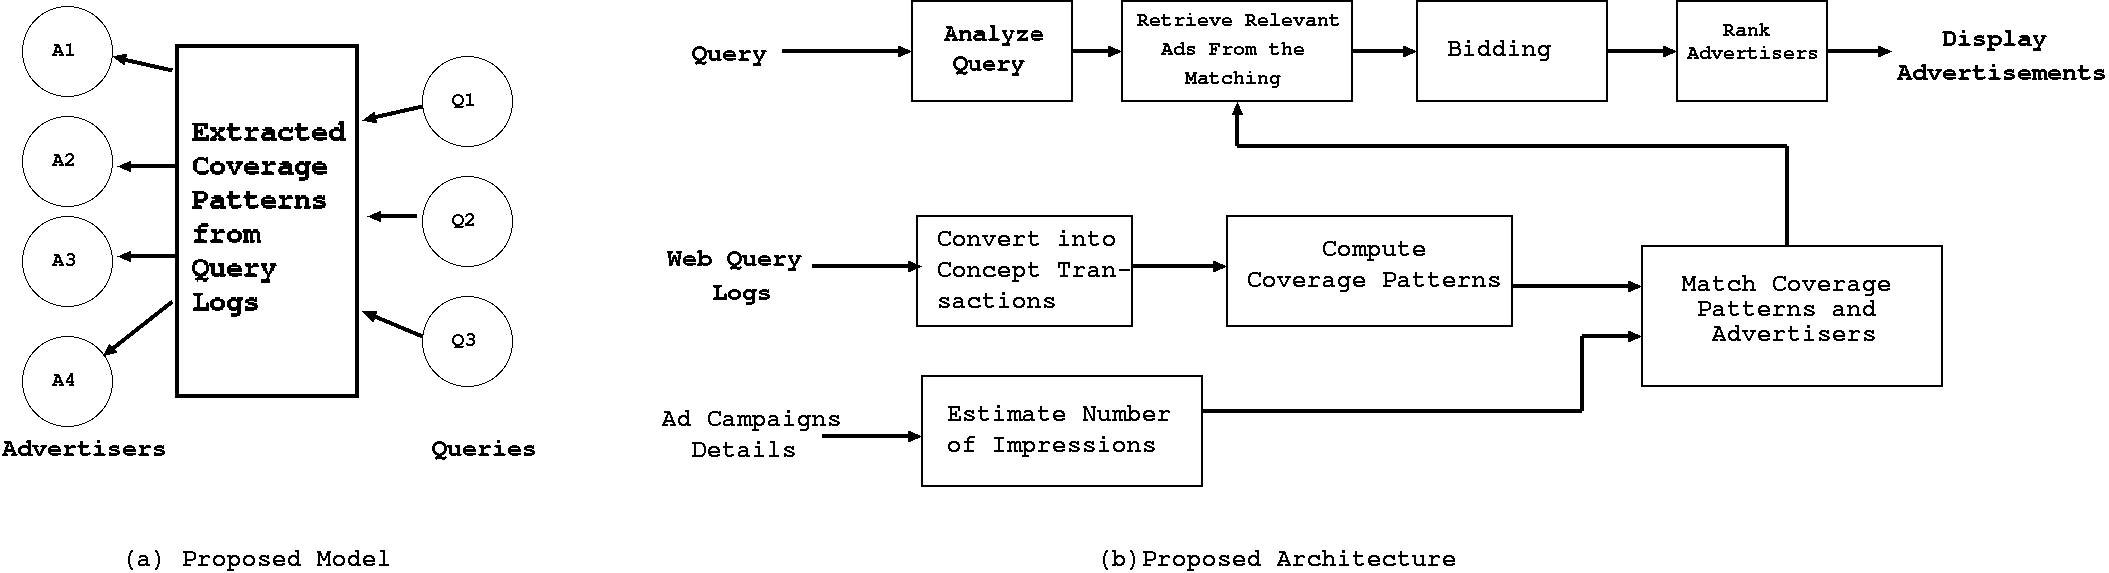 A1
A2
A3
A4
Advertisers
Extracted
Coverage
Patterns
from
Query
Logs
Q1
Q2
Q3
Queries
(a) Proposed Model
Query
Analyze
Query
Retrieve Relevant
Ads From the
Matching
Bidding
Rank
Advertisers
Display
Advertisements
Web Query
Logs
Convert into
Concept Tran-
sactions
Compute
Coverage Patterns
Match Coverage
Patterns and
Advertisers
Ad Campaigns
Details
Estimate Number
of Impressions
(b)Proposed Architecture